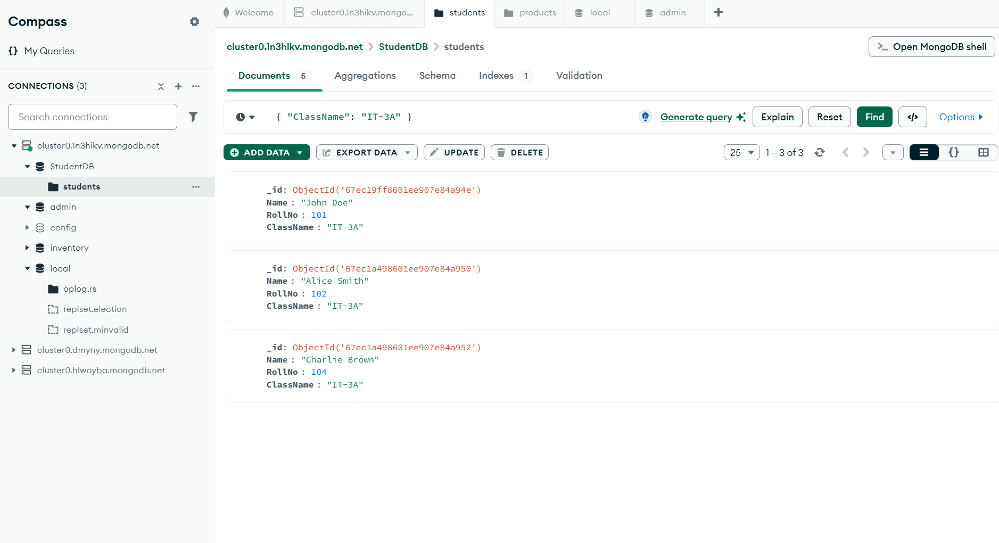 Compass
My Queries
CONNECTIONS (3)
Search connections
cluster0.1n3hikv.mongodb.net
StudentDB
students
admin
config
inventory
local
oplog.rs
replset.election
replset.minvalid
cluster0.dmyny.mongodb.net
cluster0.hlwoyba.mongodb.net
Welcome
cluster0.1n3hikv.mongo...
students
products
local
admin
cluster0.1n3hikv.mongodb.net > StudentDB > students
>_ Open MongoDB shell
Documents 5
Aggregations
Schema
Indexes 1
Validation
{ "ClassName": "IT-3A" }
Generate query
Explain
Reset
Find
</>
Options
ADD DATA
EXPORT DATA
UPDATE
DELETE
25
1 – 3 of 3
{}
_id: ObjectId('67ec19ff8601ee907e84a94e')
Name : "John Doe"
RollNo : 101
ClassName : "IT-3A"
_id: ObjectId('67ec1a498601ee907e84a950')
Name : "Alice Smith"
RollNo : 102
ClassName : "IT-3A"
_id: ObjectId('67ec1a498601ee907e84a952')
Name : "Charlie Brown"
RollNo : 104
ClassName : "IT-3A"